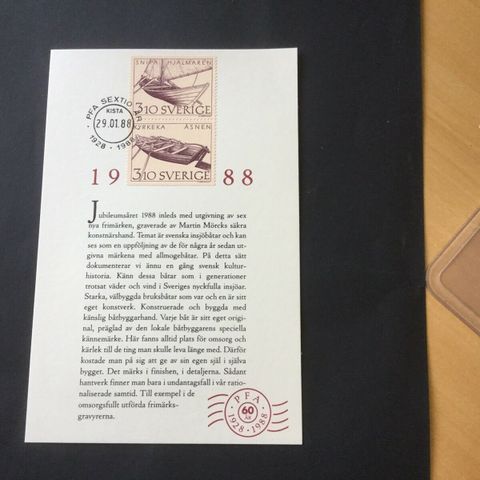 SNIPA HJÄLMAREN
3.10 SVERIGE
KYRKEKA ÅSNEN
3.10 SVERIGE
PFA SEXTIO ÅR
KISTA
29.01.88
1928 - 1988
19 88
Jubileumsåret 1988 inleds med utgivning av sex
nya frimärken, graverade av Martin Mörcks säkra
konstnärshand. Temat är svenska insjöbåtar och kan
ses som en uppföljning av de för några år sedan ut-
givna märkena med allmogebåtar. På detta sätt
dokumenterar vi ännu en gång svensk kultur-
historia. Känn dessa båtar som i generationer
trotsat väder och vind i Sveriges nyckfulla insjöar.
Starka, välbyggda bruksbåtar som var och en är sitt
eget konstverk. Konstruerade och byggda med
känslig båtbyggarhand. Varje båt är sitt eget origi-
nal, präglad av den lokale båtbyggarens speciella
kännemärke. Här fanns alltid plats för omsorg och
kärlek till de ting man skulle leva länge med. Därför
kostade man på sig att ge av sin egen själ i själva
bygget. Det märks i finishen, i detaljerna. Sådant
hantverk finner man bara i undantagsfall i vår ratio-
naliserade samtid. Till exempel i de
omsorgsfullt utförda frimärks-
gravyrerna.
PFA
60
ÅR
1928-1988